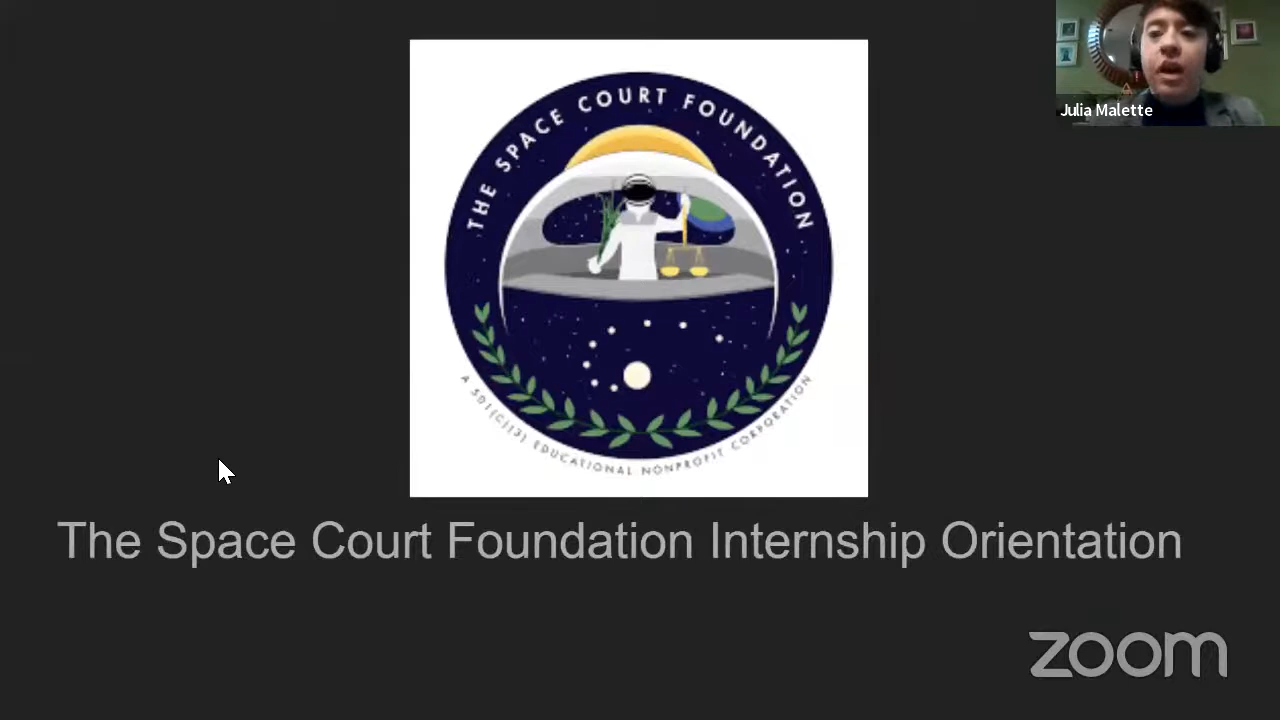 Julia Malette
THE SPACE COURT FOUNDATION
A 501(C)(3) EDUCATIONAL NONPROFIT CORPORATION
The Space Court Foundation Internship Orientation
zoom